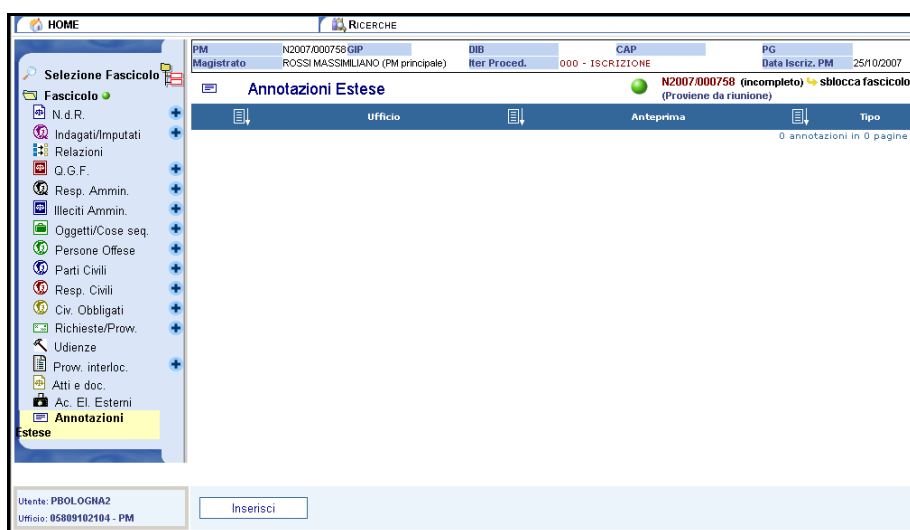 HOME RICERCHE
PM N2007/000758 GIP DIB CAP PG
Magistrato ROSSI MASSIMILIANO (PM principale) Iter Proced. 000 - ISCRIZIONE Data Iscriz. PM 25/10/2007
Annotazioni Estese
N2007/000758 (incompleto) sblocca fascicolo
(Proviene da riunione)
Ufficio Anteprima Tipo
0 annotazioni in 0 pagine
Selezione Fascicolo
Fascicolo
N.d.R.
Indagati/Imputati
Relazioni
Q.G.F.
Resp. Ammin.
Illeciti Ammin.
Oggetti/Cose seq.
Persone Offese
Parti Civili
Resp. Civili
Civ. Obbligati
Richieste/Provv.
Udienze
Provv. interloc.
Atti e doc.
Ac. El. Esterni
Annotazioni
Estese
Utente: PBOLOGNA2
Ufficio: 05809102104 - PM
Inserisci